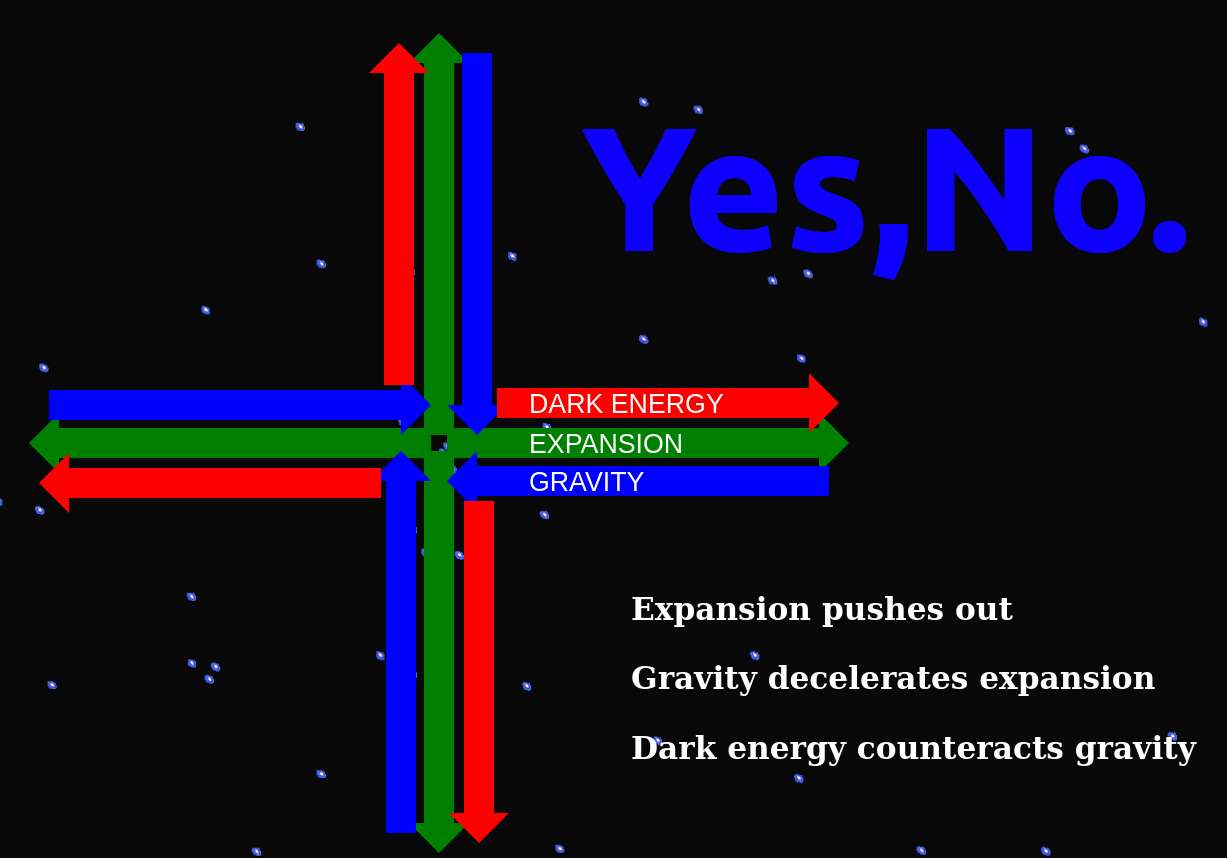 Yes,No.
DARK ENERGY
EXPANSION
GRAVITY
Expansion pushes out
Gravity decelerates expansion
Dark energy counteracts gravity